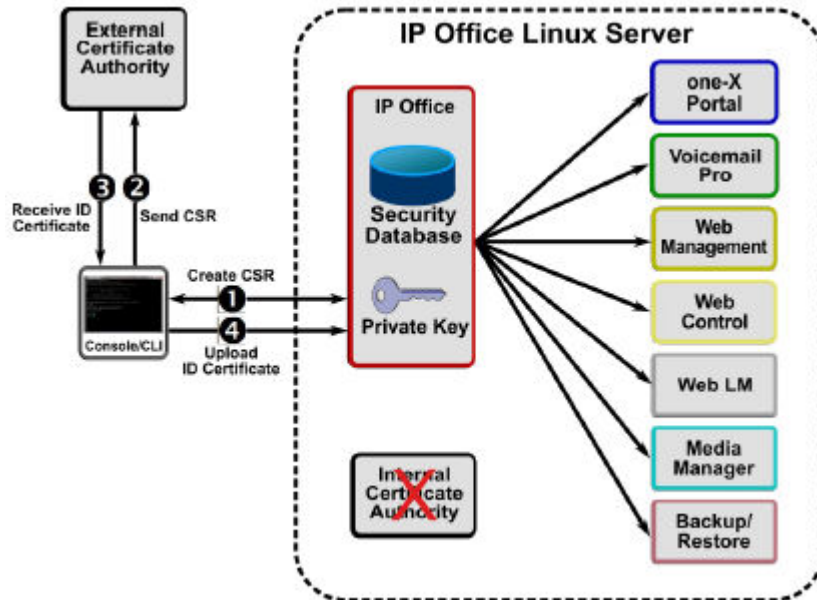 External
Certificate
Authority
IP Office Linux Server
IP Office
Security
Database
Private Key
one-X
Portal
Voicemail
Pro
Web
Management
Web
Control
Web LM
Media
Manager
Backup/
Restore
3
2
Receive ID
Certificate
Send CSR
Create CSR
1
4
Upload
ID Certificate
Console/CLI
Internal
Certificate
Authority